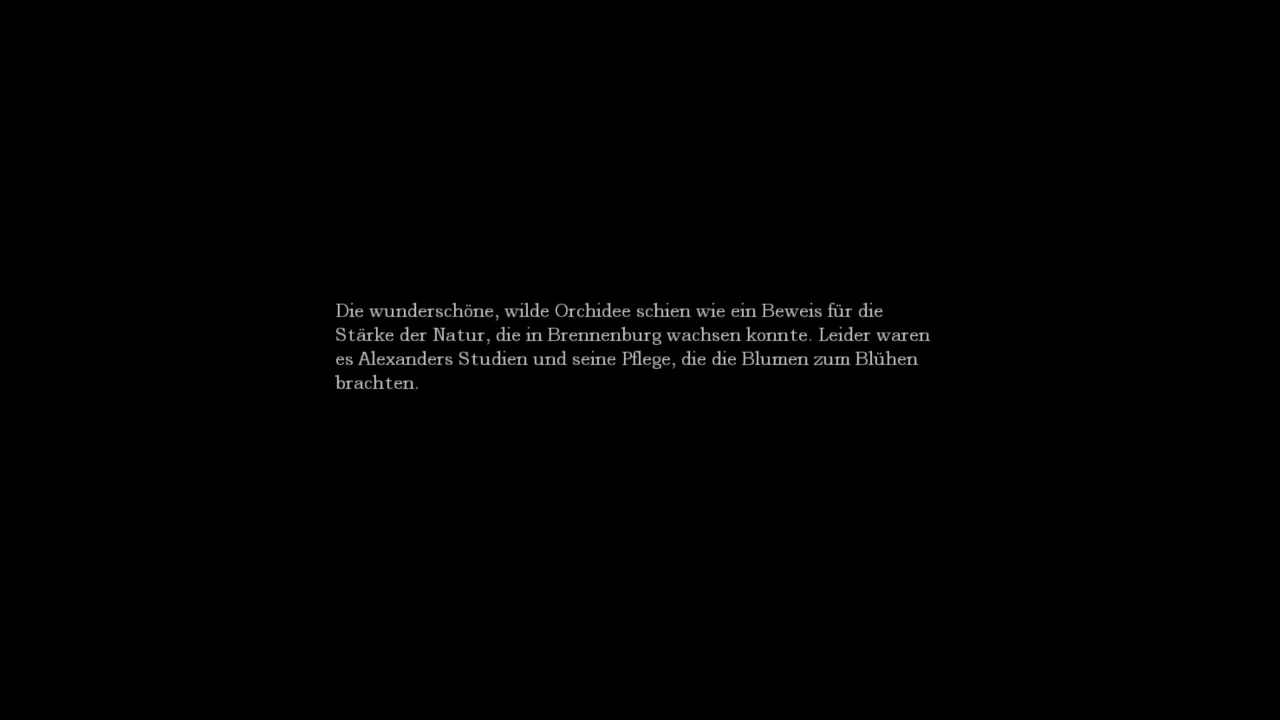 Die wunderschöne, wilde Orchidee schien wie ein Beweis für die
Stärke der Natur, die in Brennenburg wachsen konnte. Leider waren
es Alexanders Studien und seine Pflege, die die Blumen zum Blühen
brachten.